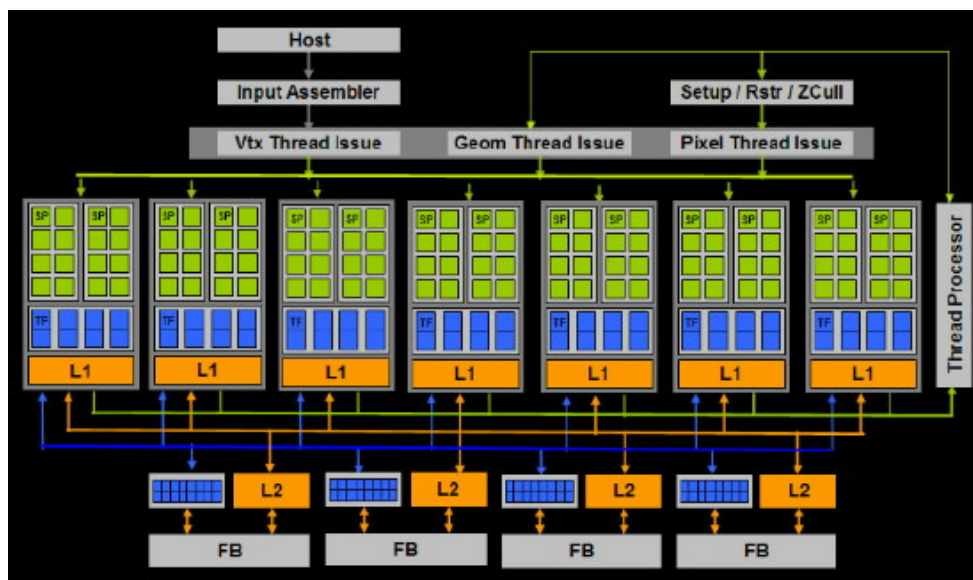 Host
Input Assembler
Setup / Rstr / ZCull
Vtx Thread Issue
Geom Thread Issue
Pixel Thread Issue
SP SP SP SP SP SP SP SP SP SP SP SP SP SP
TF TF TF TF TF TF TF
L1 L1 L1 L1 L1 L1 L1
Thread Processor
L2 L2 L2 L2
FB FB FB FB